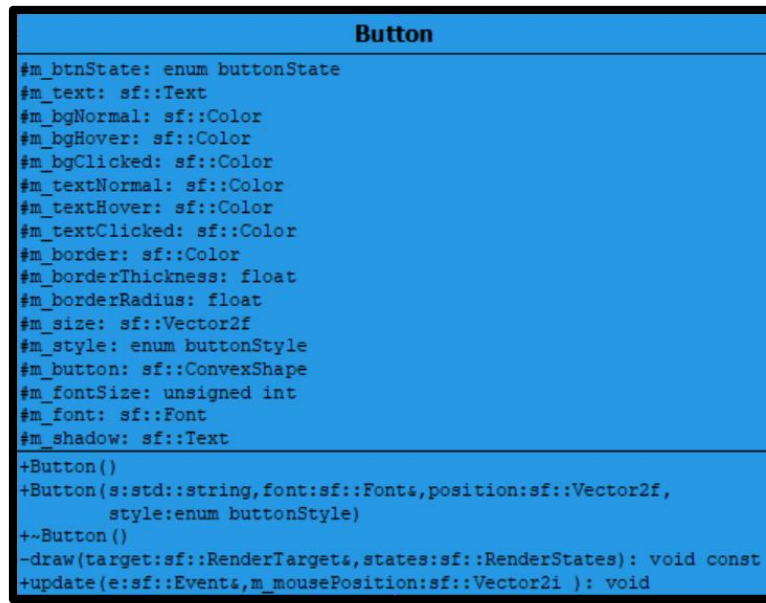 Button
#m_btnState: enum buttonState
#m_text: sf::Text
#m_bgNormal: sf::Color
#m_bgHover: sf::Color
#m_bgClicked: sf::Color
#m_textNormal: sf::Color
#m_textHover: sf::Color
#m_textClicked: sf::Color
#m_border: sf::Color
#m_borderThickness: float
#m_borderRadius: float
#m_size: sf::Vector2f
#m_style: enum buttonStyle
#m_button: sf::ConvexShape
#m_fontSize: unsigned int
#m_font: sf::Font
#m_shadow: sf::Text
+Button()
+Button(s:std::string,font:sf::Font&,position:sf::Vector2f,
style:enum buttonStyle)
+~Button()
-draw(target:sf::RenderTarget&,states:sf::RenderStates): void const
+update(e:sf::Event&,m_mousePosition:sf::Vector2i ): void